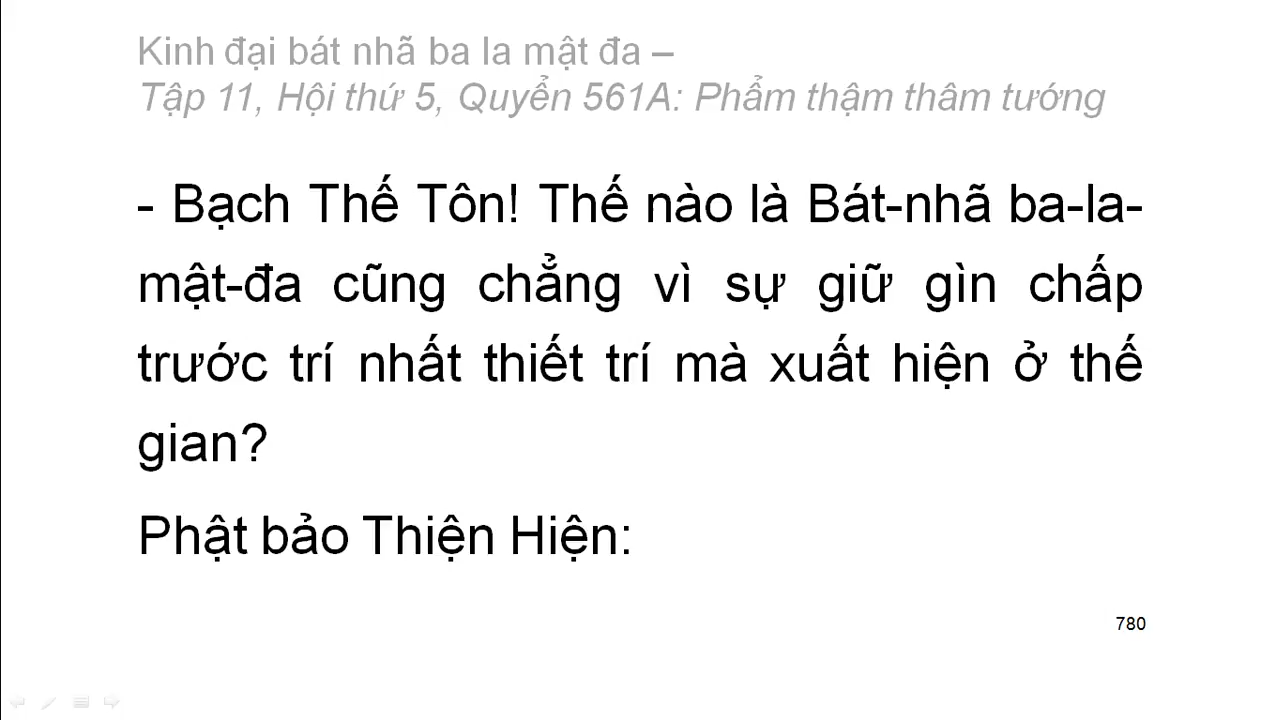 Kinh đại bát nhã ba la mật đa –
Tập 11, Hội thứ 5, Quyển 561A: Phẩm thậm thâm tướng
- Bạch Thế Tôn! Thế nào là Bát-nhã ba-la-
mật-đa cũng chẳng vì sự giữ gìn chấp
trước trí nhất thiết trí mà xuất hiện ở thế
gian?
Phật bảo Thiện Hiện:
780